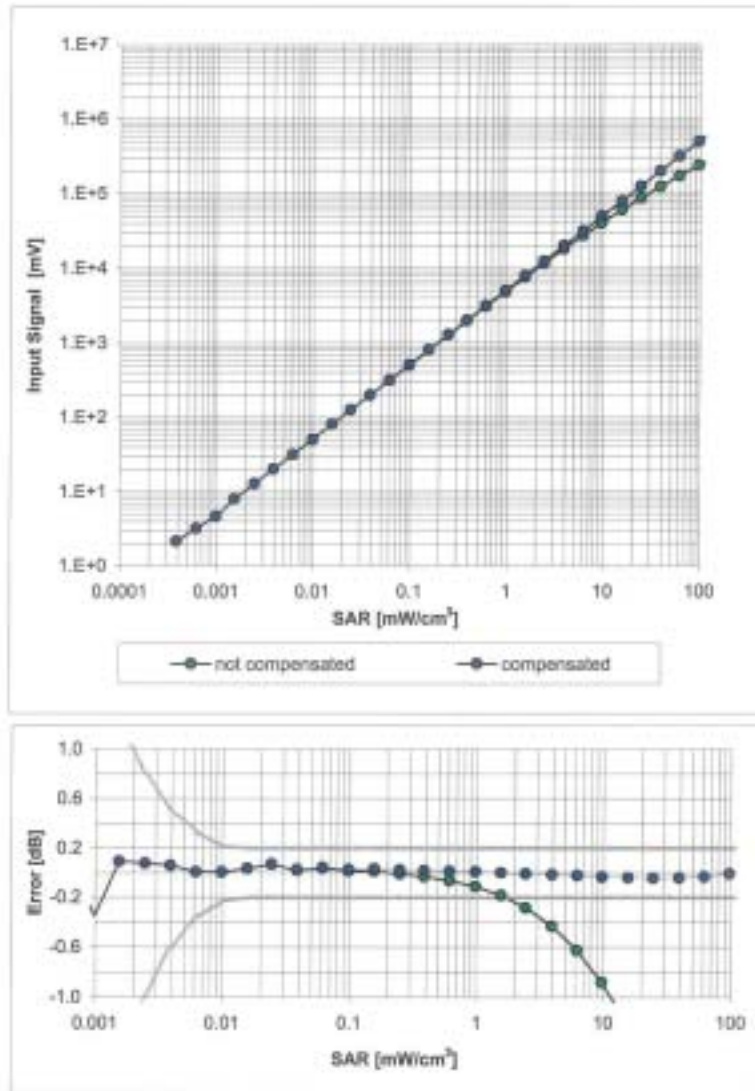 1.E+7
1.E+6
1.E+5
1.E+4
1.E+3
1.E+2
1.E+1
1.E+0
Input Signal [mV]
0.0001 0.001 0.01 0.1 1 10 100
SAR [mW/cm³]
not compensated compensated
1.0
0.6
0.2
-0.2
-0.6
-1.0
Error [dB]
0.001 0.01 0.1 1 10 100
SAR [mW/cm³]